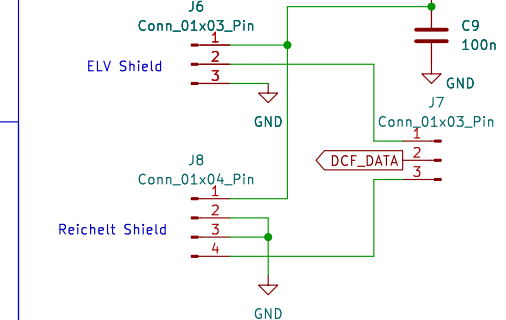 J6
Conn_01x03_Pin
1
2
3
ELV Shield
GND
C9
100n
GND
J7
Conn_01x03_Pin
1
2
3
DCF_DATA
J8
Conn_01x04_Pin
1
2
3
4
Reichelt Shield
GND